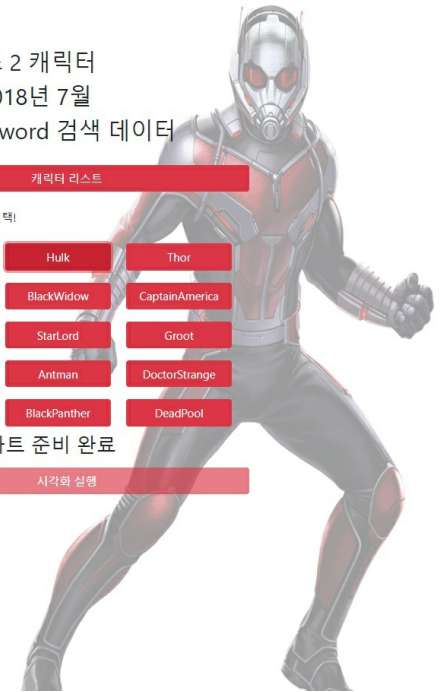 2 캐릭터
018년 7월
word 검색 데이터
캐릭터 리스트
택!
Hulk Thor
BlackWidow CaptainAmerica
StarLord Groot
Antman DoctorStrange
BlackPanther DeadPool
트 준비 완료
시각화 실행